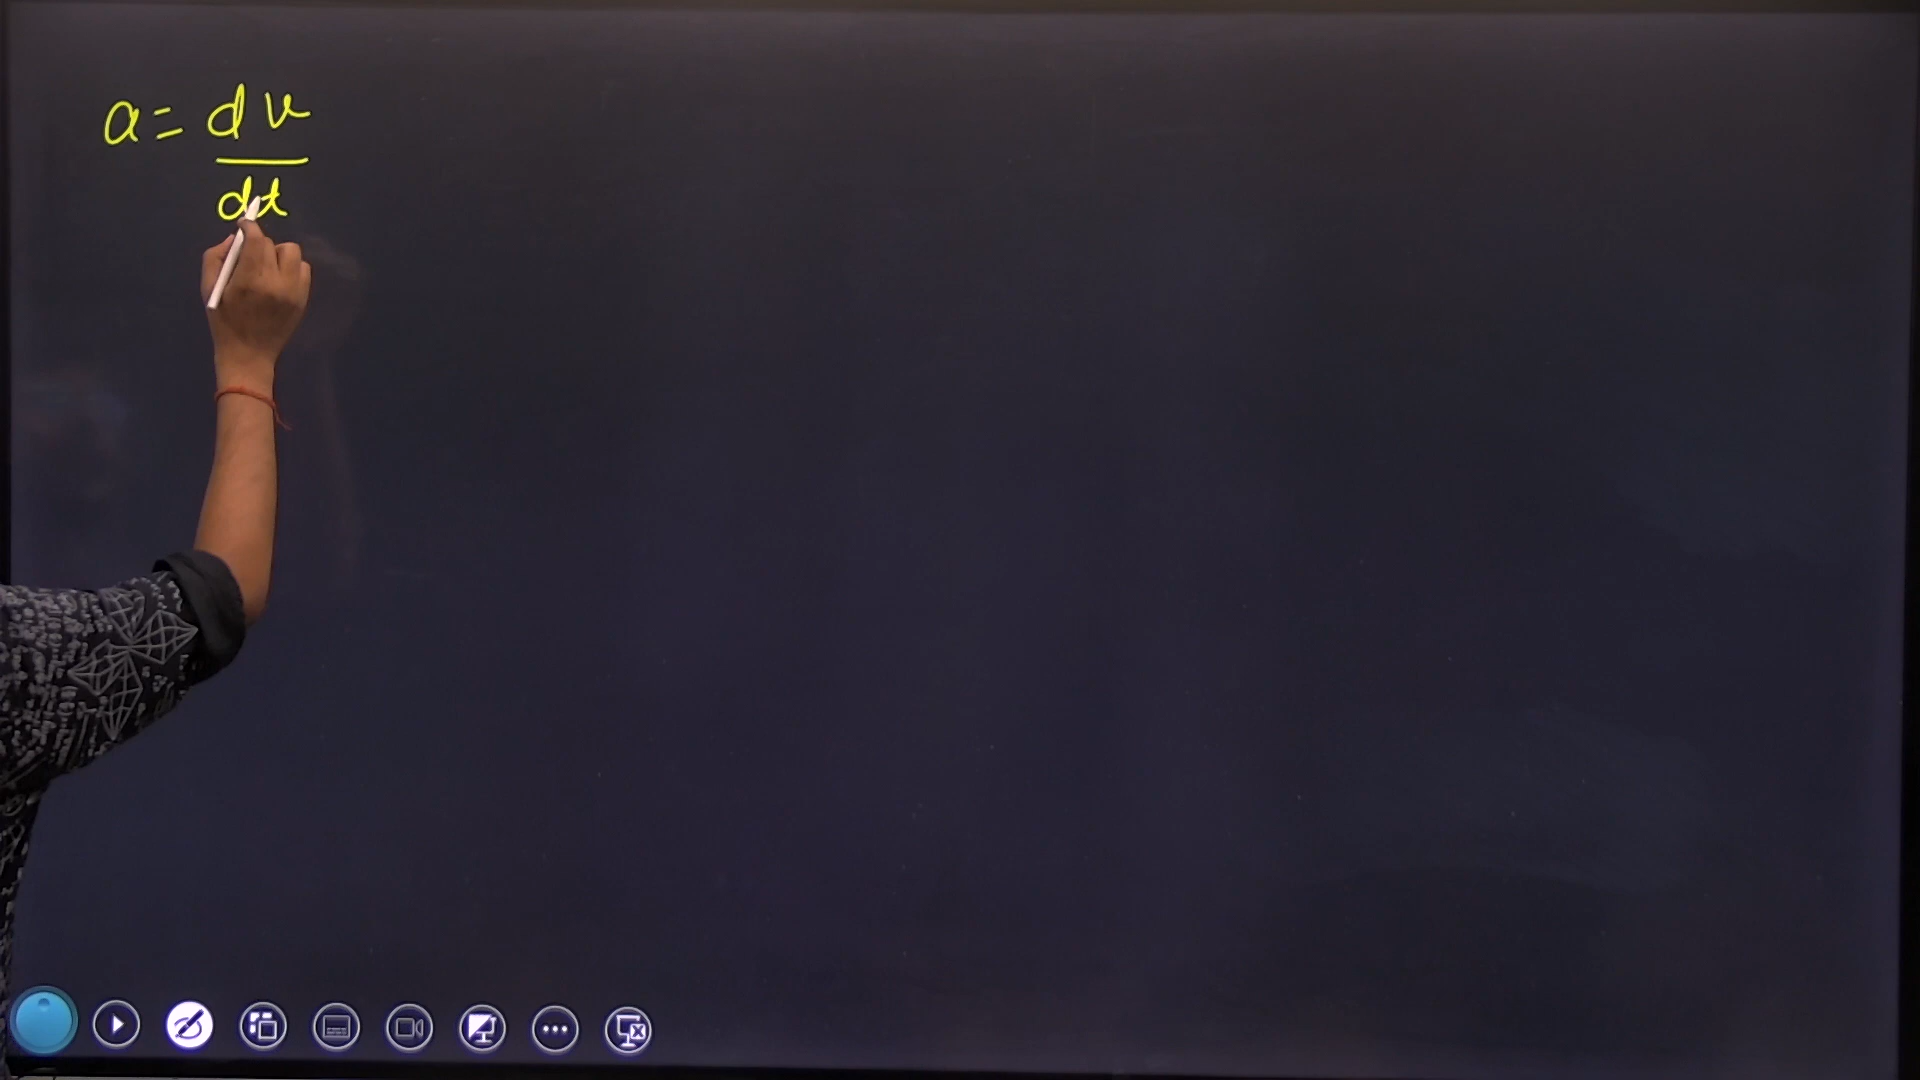 a = dv
dt